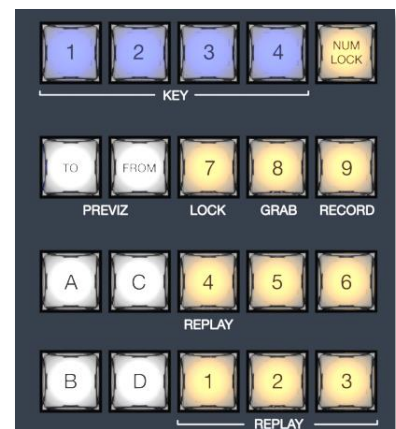 1 2 3 4 NUM LOCK
KEY
TO FROM 7 8 9
PREVIZ LOCK GRAB RECORD
A C 4 5 6
REPLAY
B D 1 2 3
REPLAY